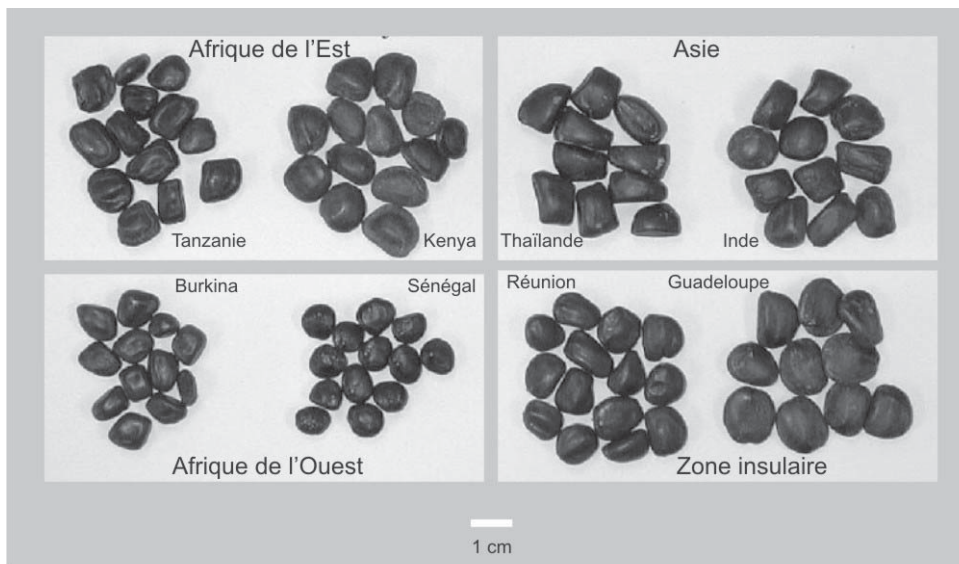 Afrique de l’Est
Tanzanie
Kenya
Asie
Thaïlande
Inde
Burkina
Sénégal
Afrique de l’Ouest
Réunion
Guadeloupe
Zone insulaire
1 cm